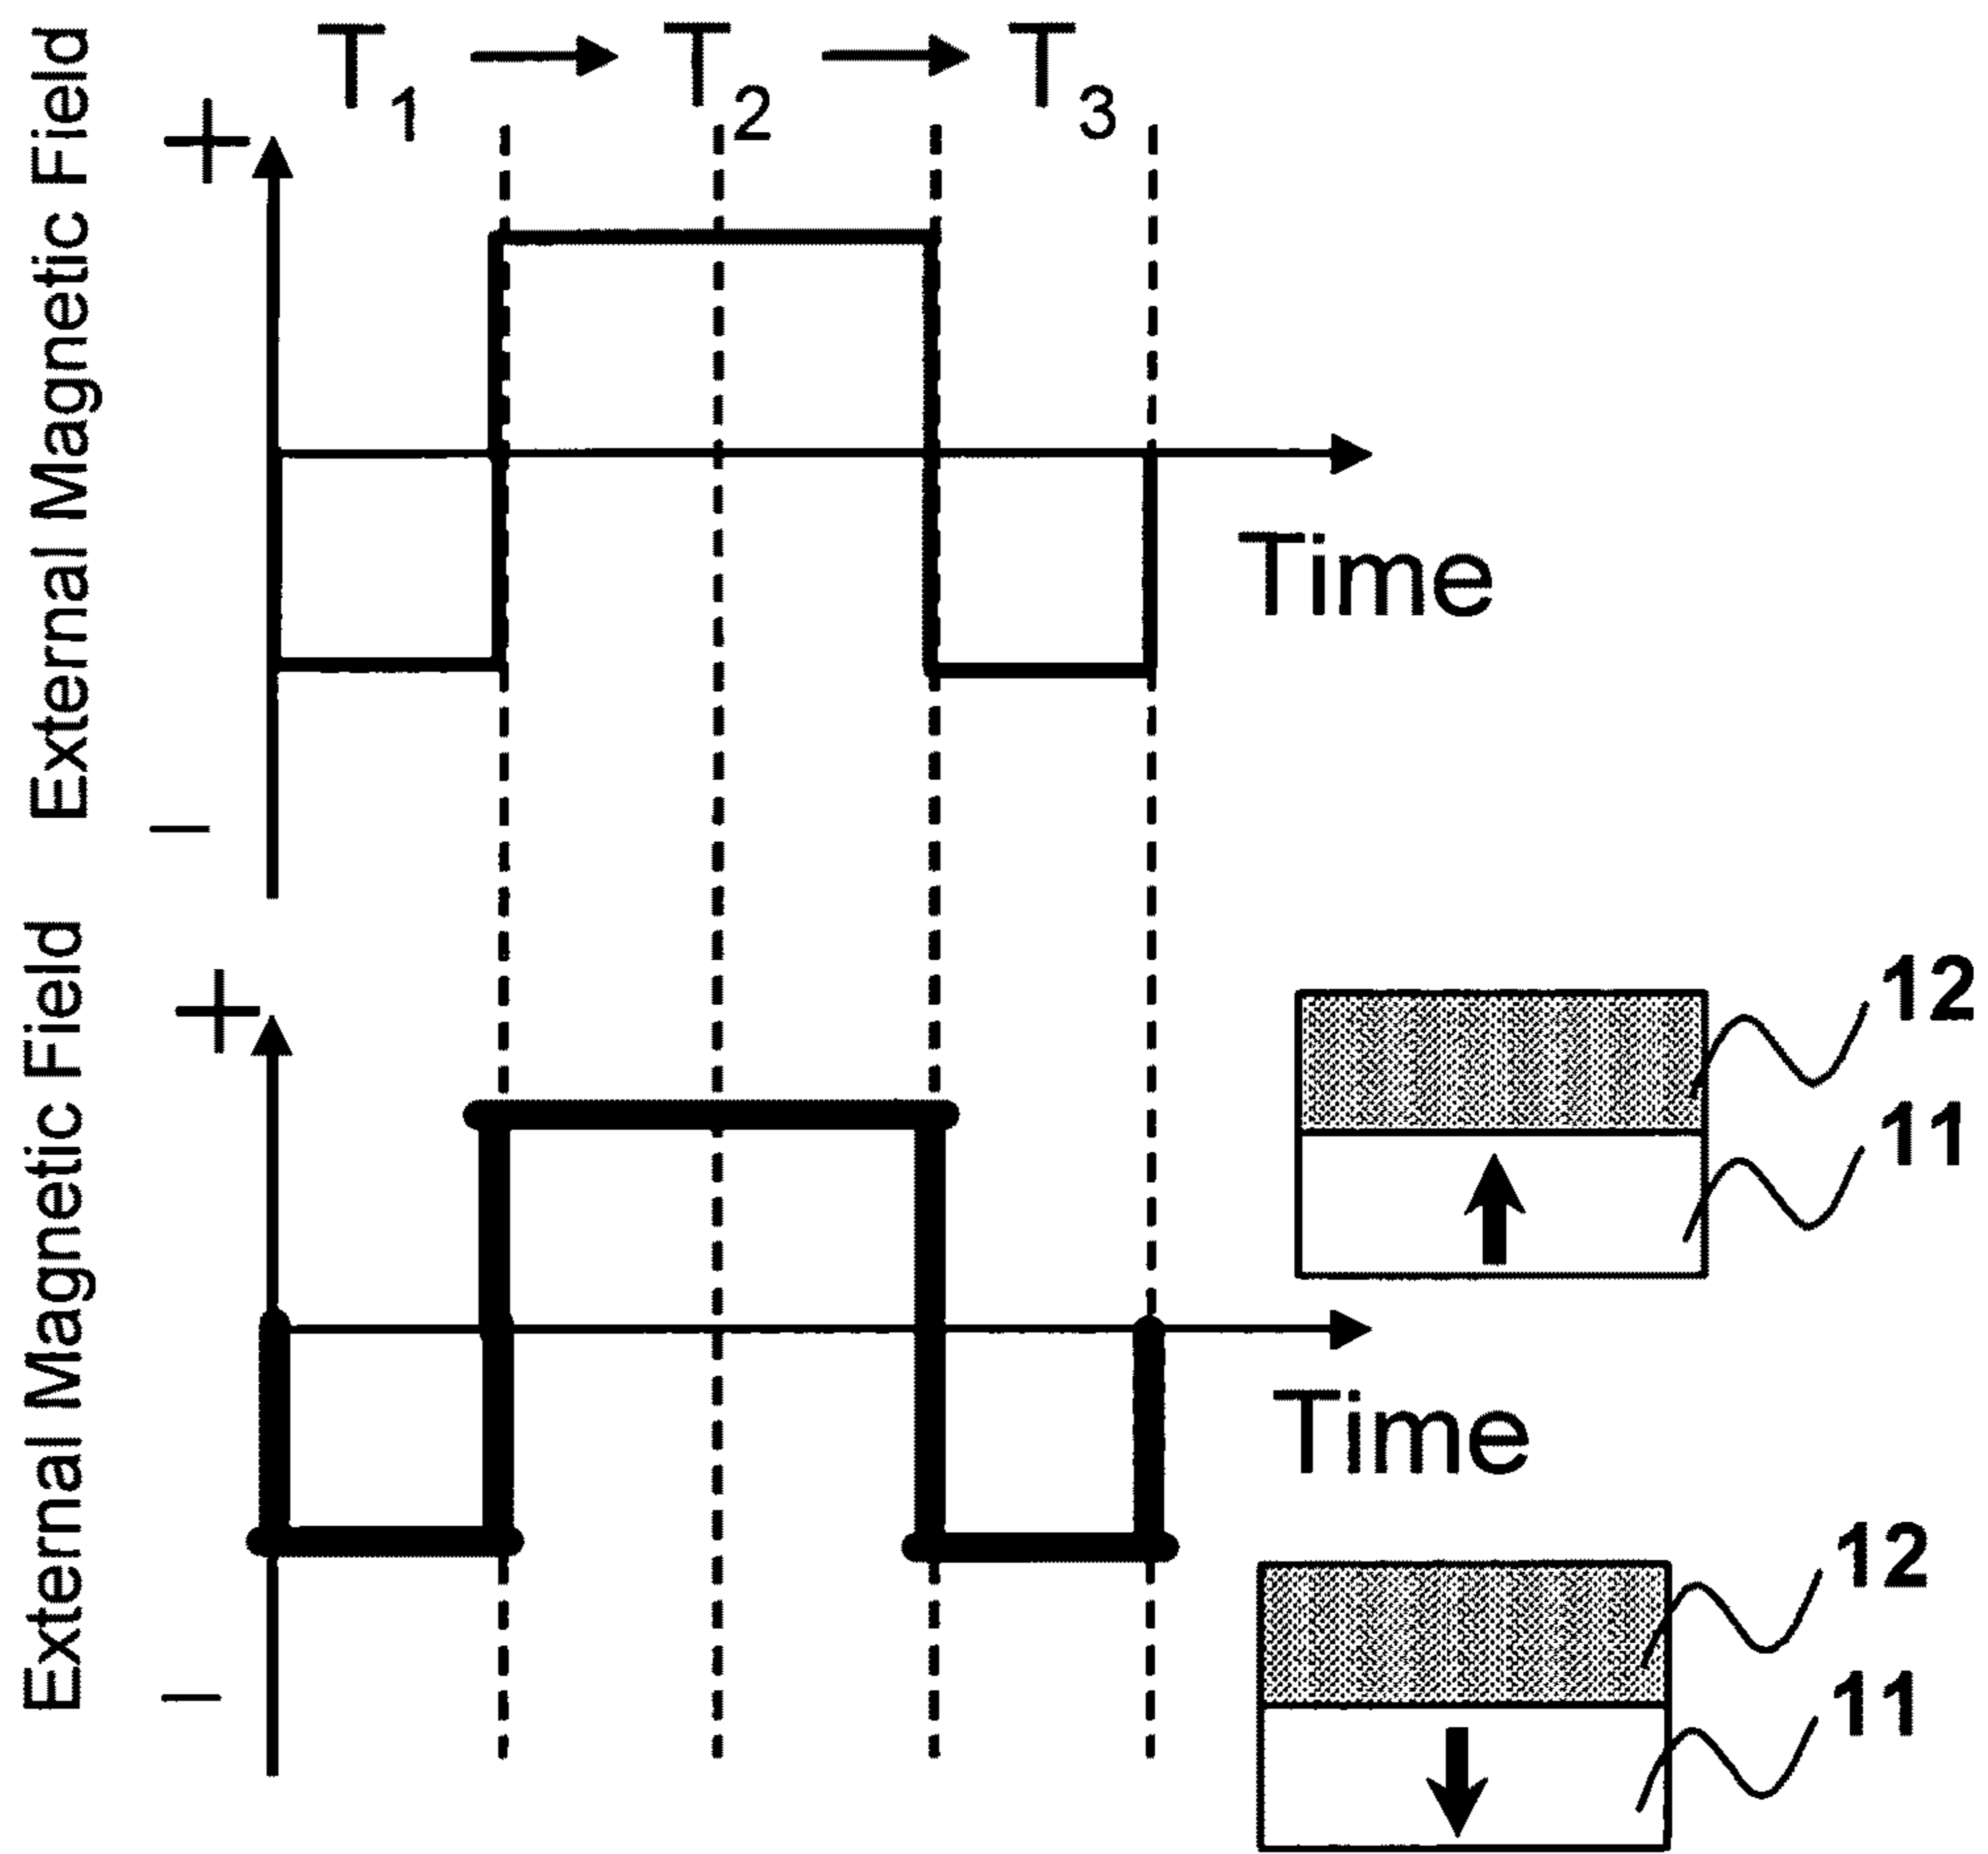 External Magnetic Field
T1 → T2 → T3
+
Time
−
External Magnetic Field
+
12
11
Time
−
12
11